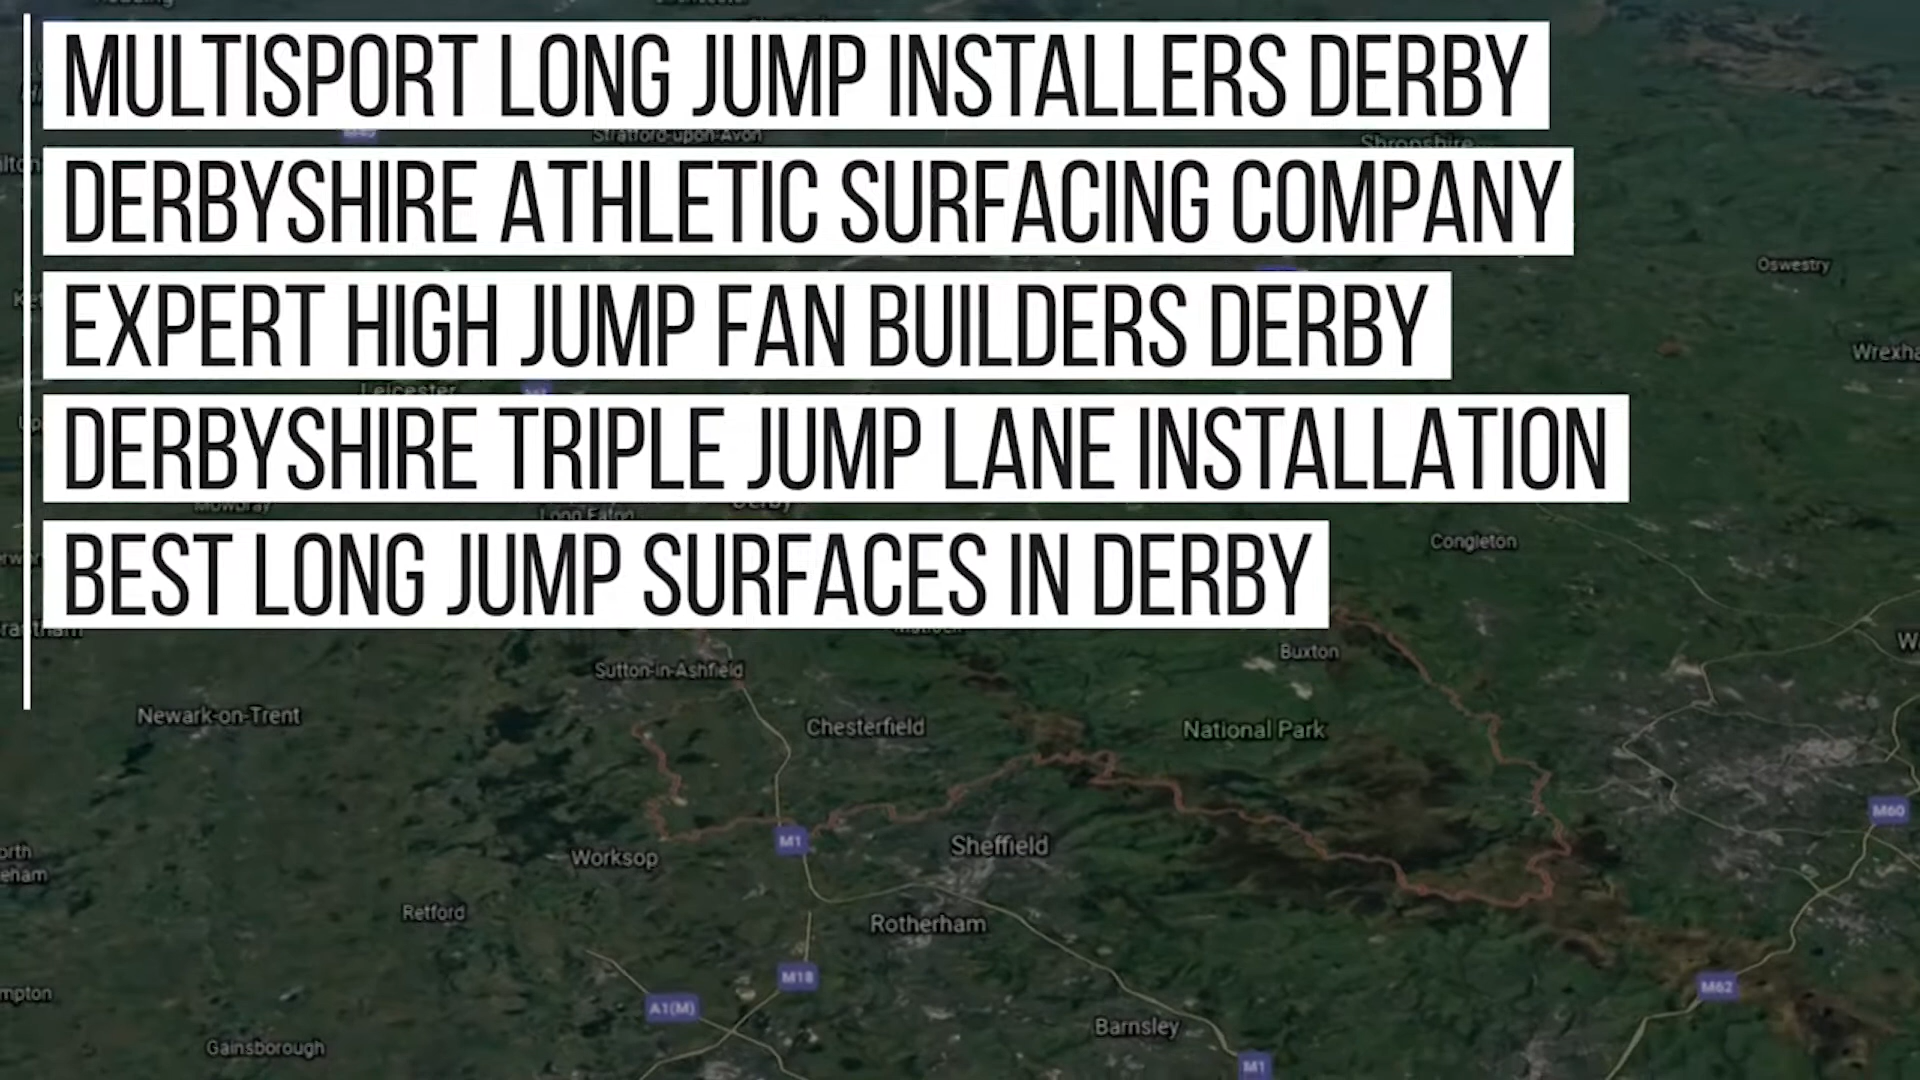 MULTISPORT LONG JUMP INSTALLERS DERBY
DERBYSHIRE ATHLETIC SURFACING COMPANY
EXPERT HIGH JUMP FAN BUILDERS DERBY
DERBYSHIRE TRIPLE JUMP LANE INSTALLATION
BEST LONG JUMP SURFACES IN DERBY
Stratford-upon-Avon
Shropshire
Oswestry
Leicester
Long Eaton
Derby
Congleton
Buxton
Sutton-in-Ashfield
Newark-on-Trent
Chesterfield
National Park
M60
M1
Sheffield
Worksop
Retford
Rotherham
M18
M62
A1(M)
Barnsley
Gainsborough
M1